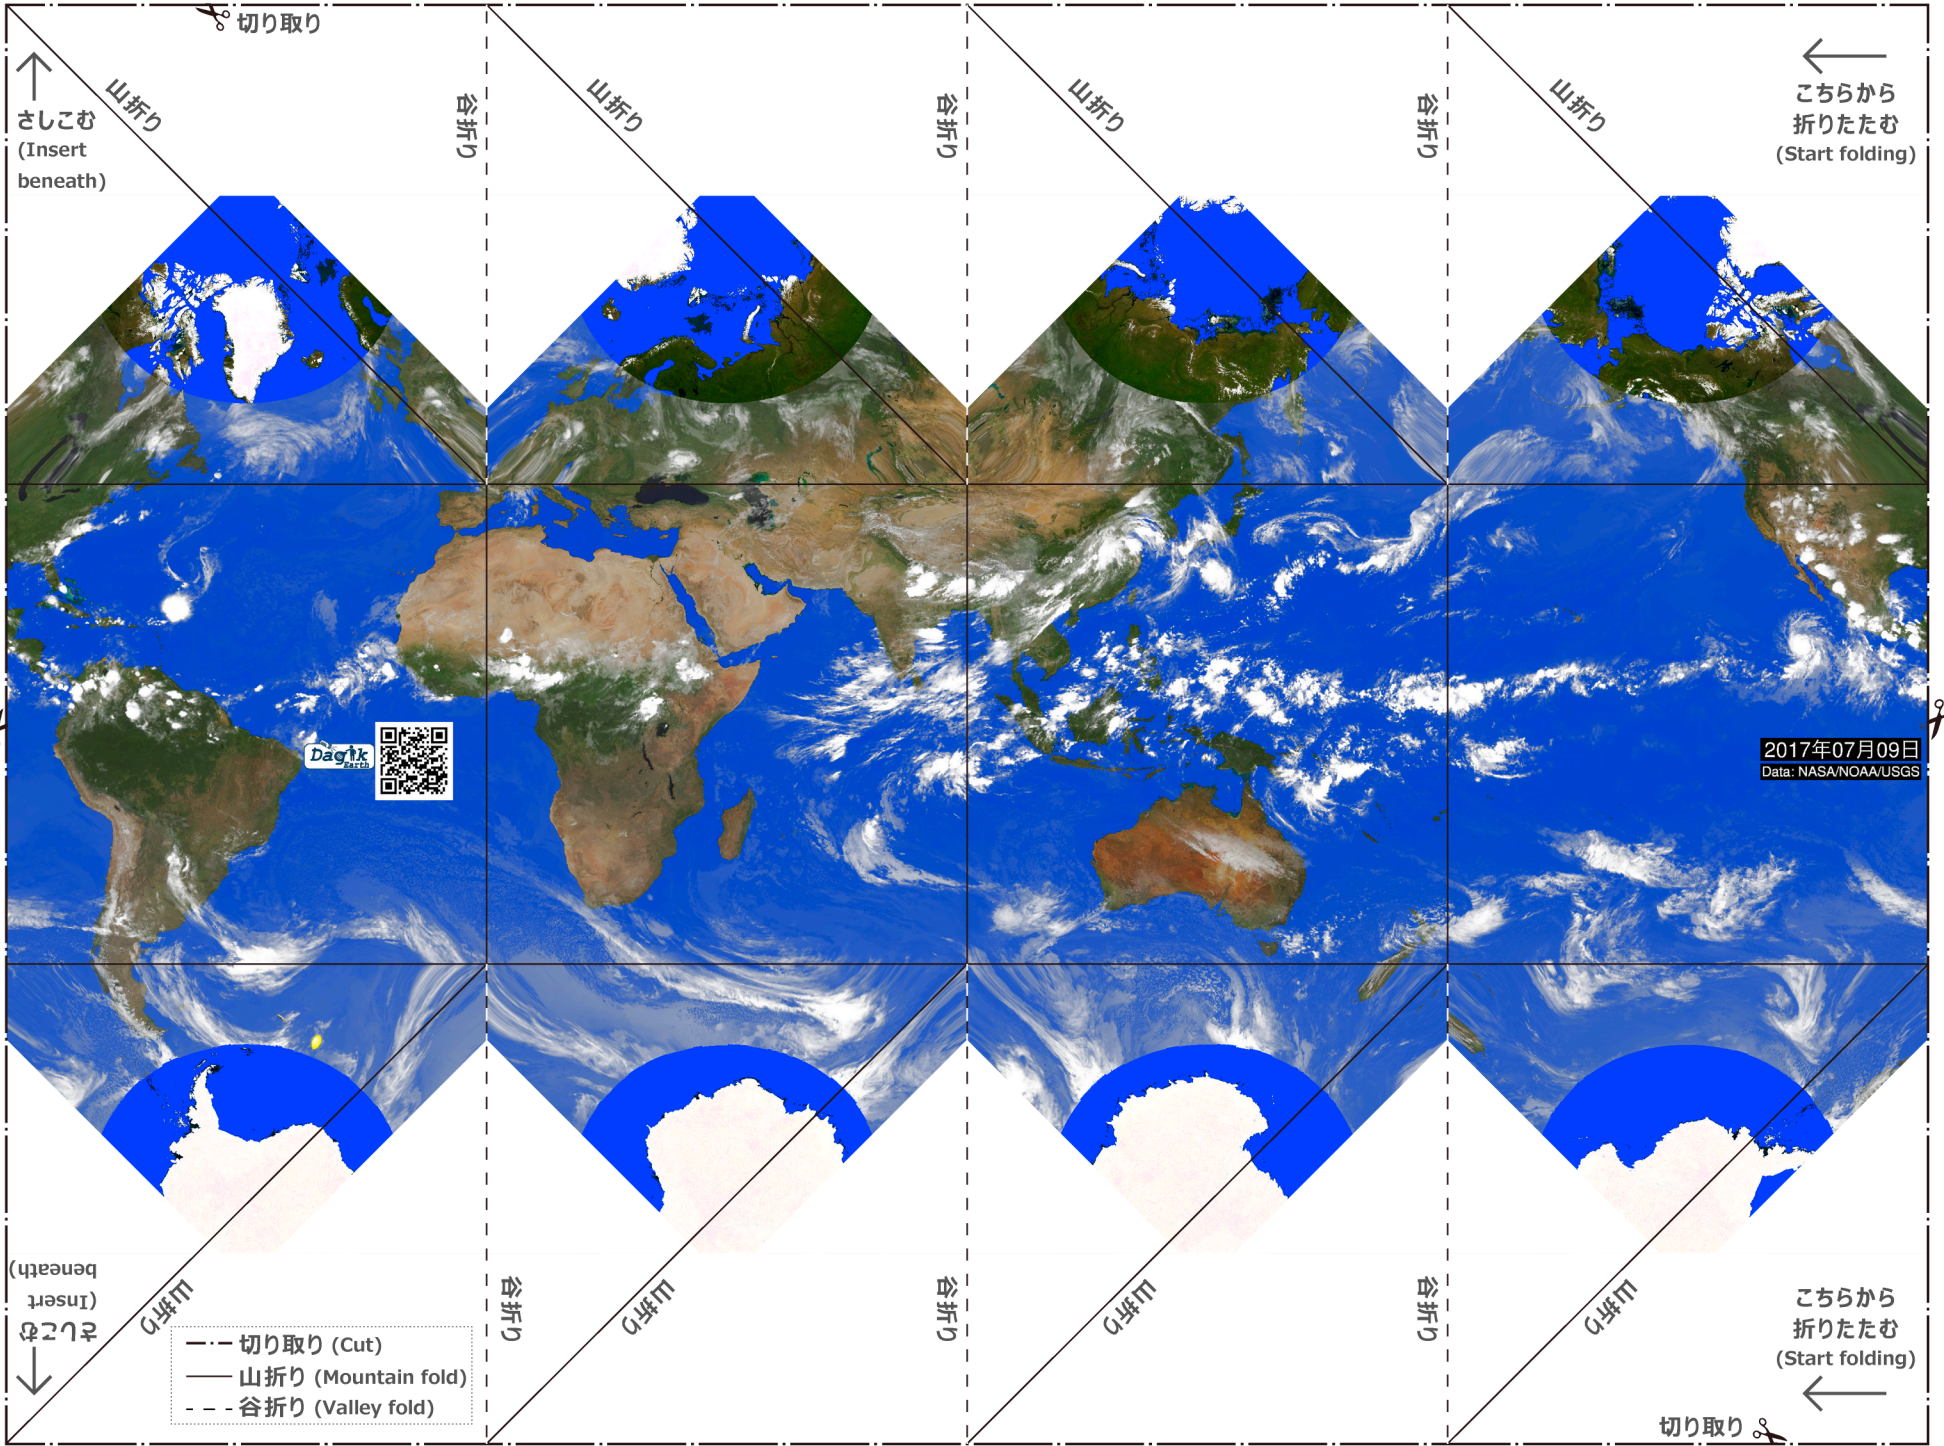 切り取り
山折り
谷折り
山折り
谷折り
山折り
谷折り
山折り
さしこむ
(Insert
beneath)
こちらから
折りたたむ
(Start folding)
Dagik
Earth
2017年07月09日
Data: NASA/NOAA/USGS
さしこむ
(Insert
beneath)
山折り
谷折り
山折り
谷折り
山折り
谷折り
山折り
こちらから
折りたたむ
(Start folding)
切り取り (Cut)
山折り (Mountain fold)
谷折り (Valley fold)
切り取り